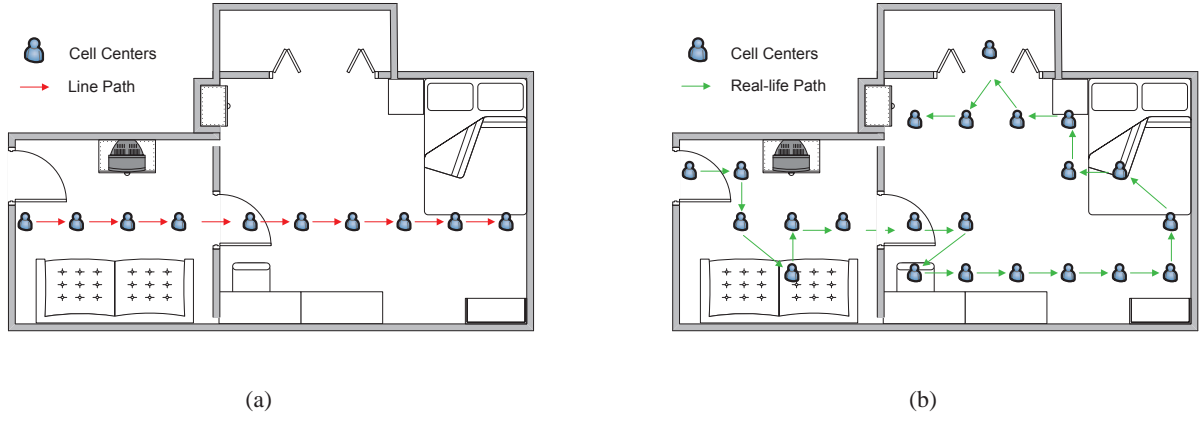 Cell Centers
Line Path
(a)
Cell Centers
Real-life Path
(b)